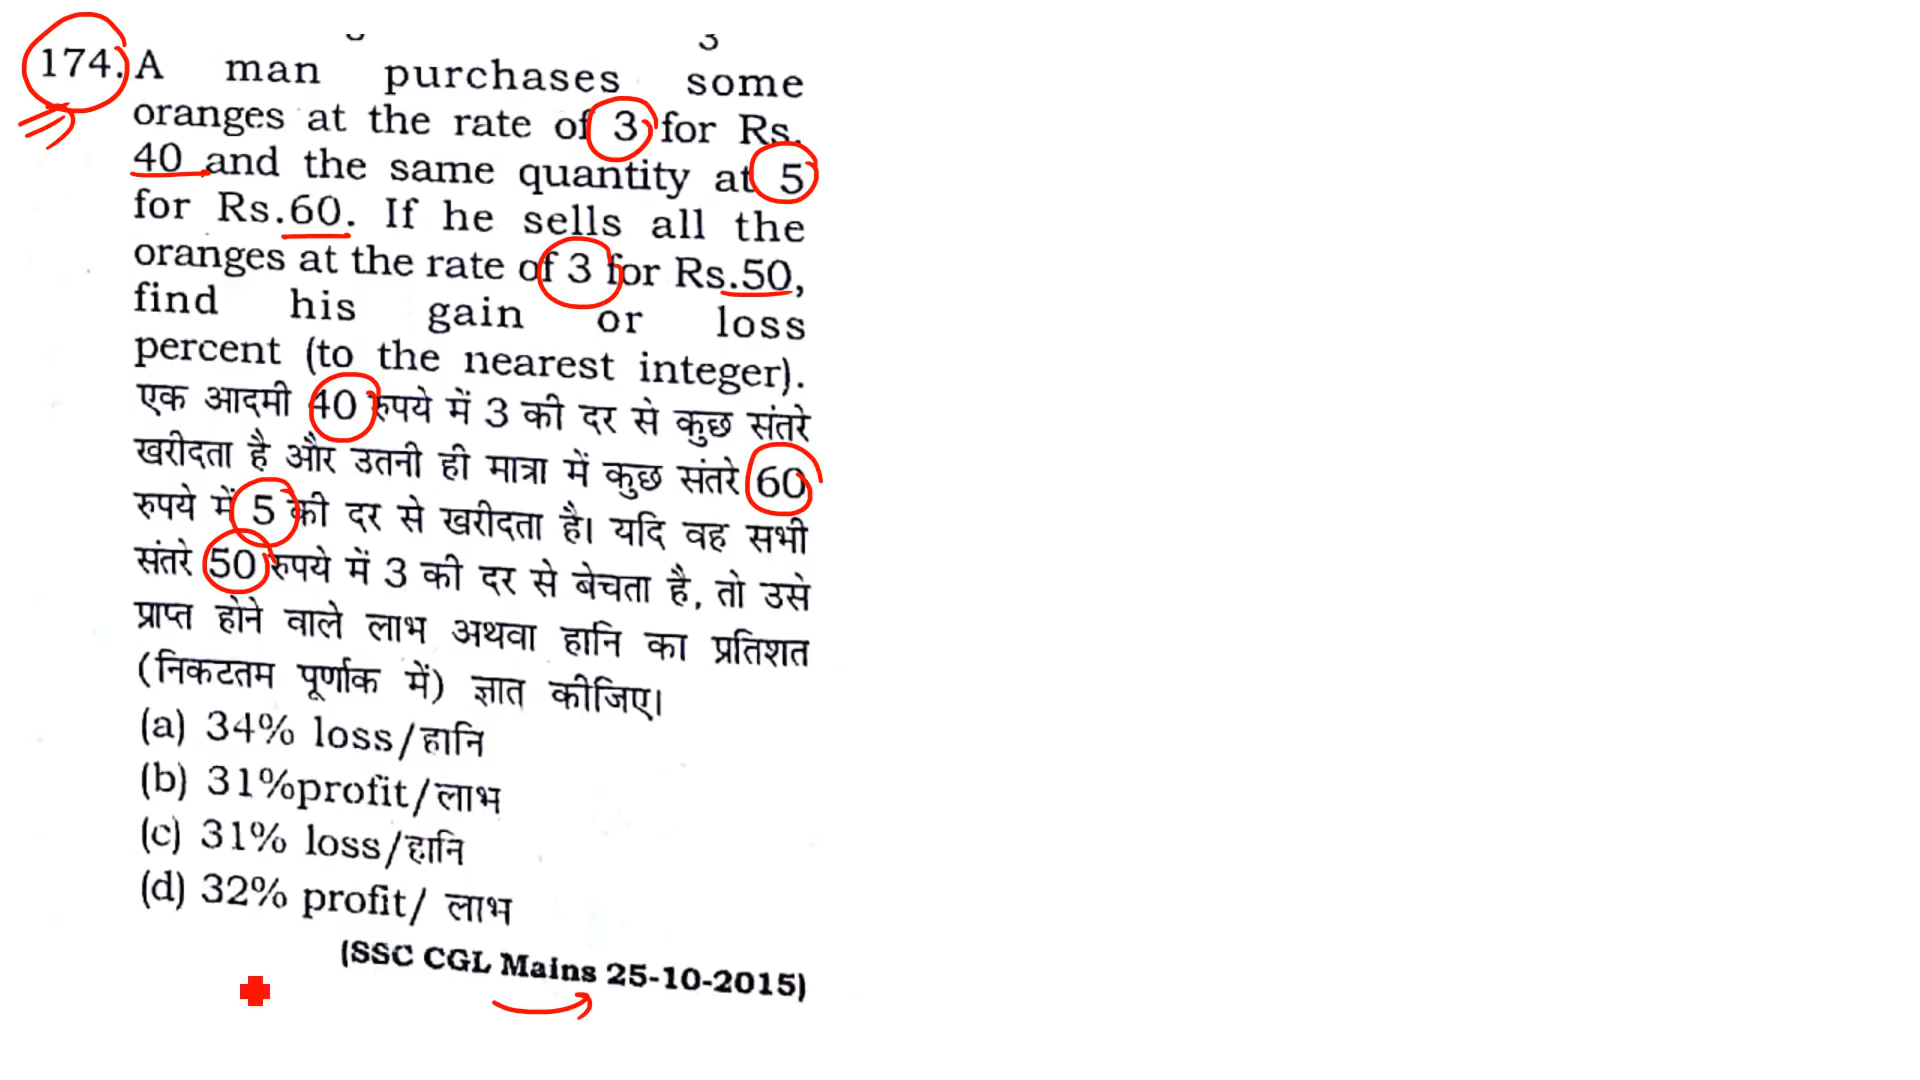 3
174. A man purchases some
oranges at the rate of 3 for Rs.
40 and the same quantity at 5
for Rs.60. If he sells all the
oranges at the rate of 3 for Rs.50,
find his gain or loss
percent (to the nearest integer).
एक आदमी 40 रुपये में 3 की दर से कुछ संतरे
खरीदता है और उतनी ही मात्रा में कुछ संतरे 60
रुपये में 5 की दर से खरीदता है। यदि वह सभी
संतरे 50 रुपये में 3 की दर से बेचता है, तो उसे
प्राप्त होने वाले लाभ अथवा हानि का प्रतिशत
(निकटतम पूर्णाक में) ज्ञात कीजिए।
(a) 34% loss/हानि
(b) 31%profit/लाभ
(c) 31% loss/हानि
(d) 32% profit/ लाभ
(SSC CGL Mains 25-10-2015)